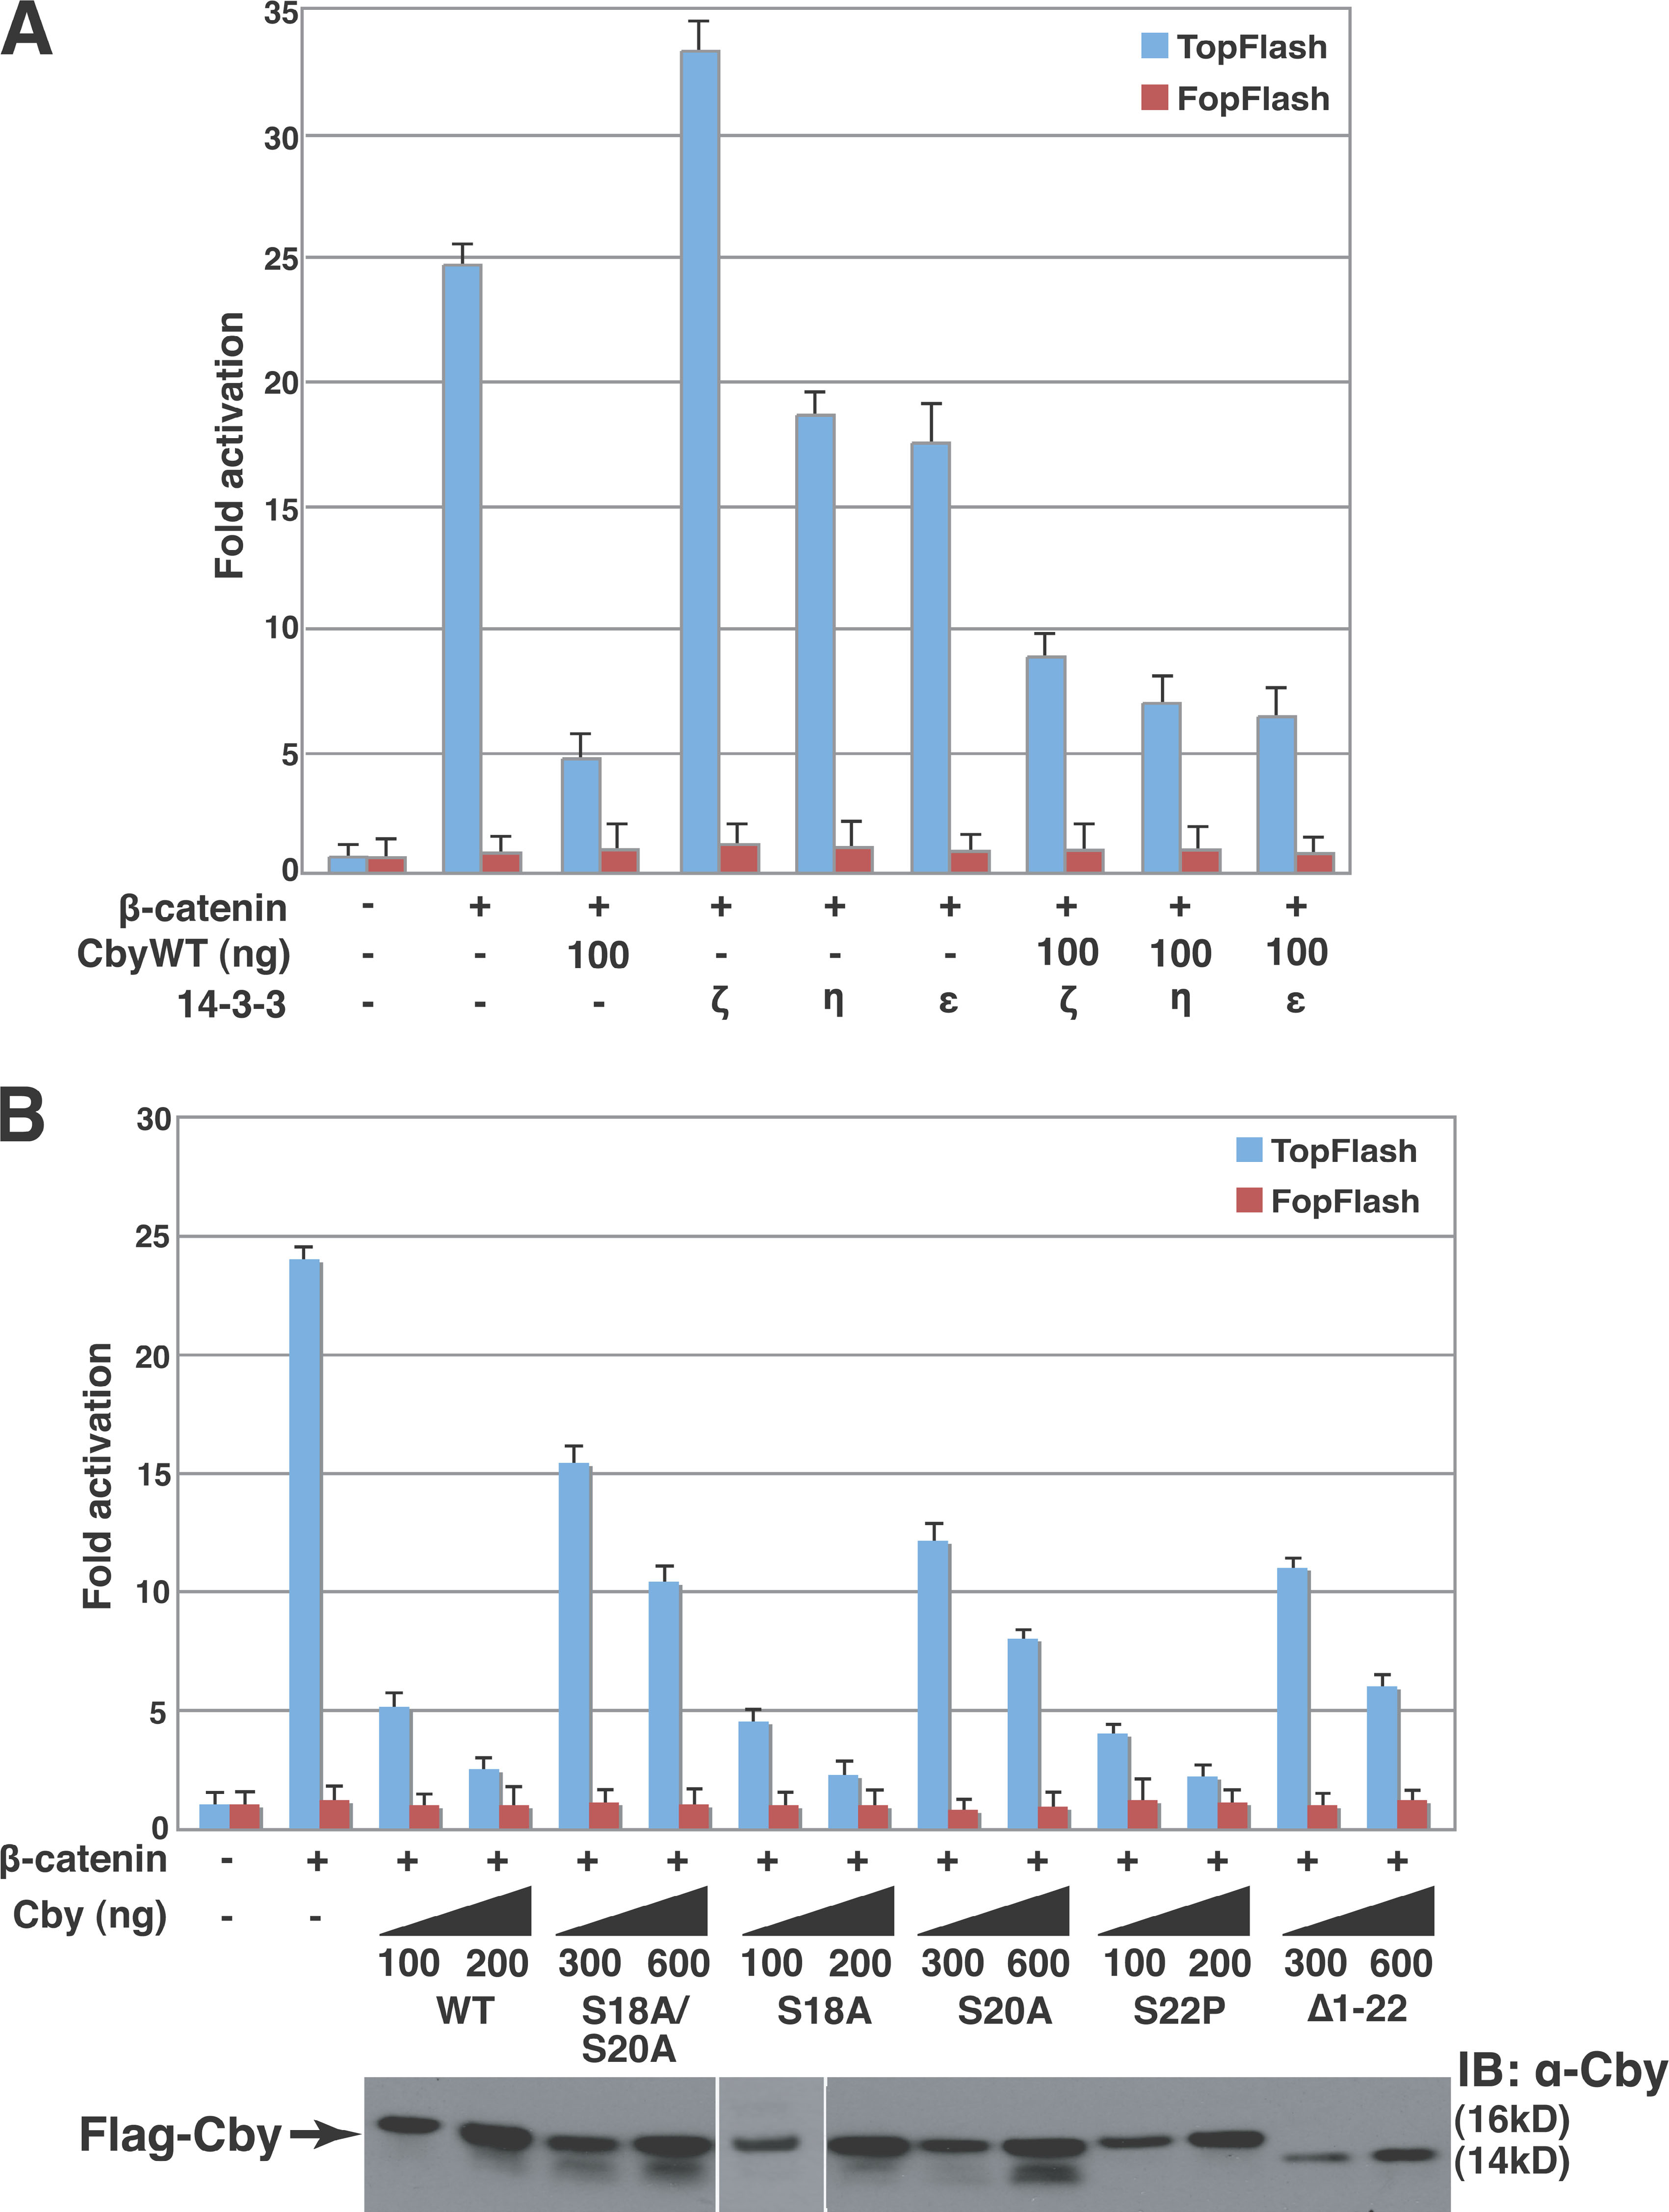 A
35
30
25
20
15
10
5
0
Fold activation
TopFlash
FopFlash
β-catenin - + + + + + + + +
CbyWT (ng) - - 100 - - - 100 100 100
14-3-3 - - - ζ η ε ζ η ε
B
30
25
20
15
10
5
0
Fold activation
TopFlash
FopFlash
β-catenin - + + + + + + + + + + + + +
Cby (ng) - -
100 200 300 600 100 200 300 600 100 200 300 600
WT S18A/ S18A S20A S22P Δ1-22
S20A
IB: α-Cby
Flag-Cby
(16kD)
(14kD)